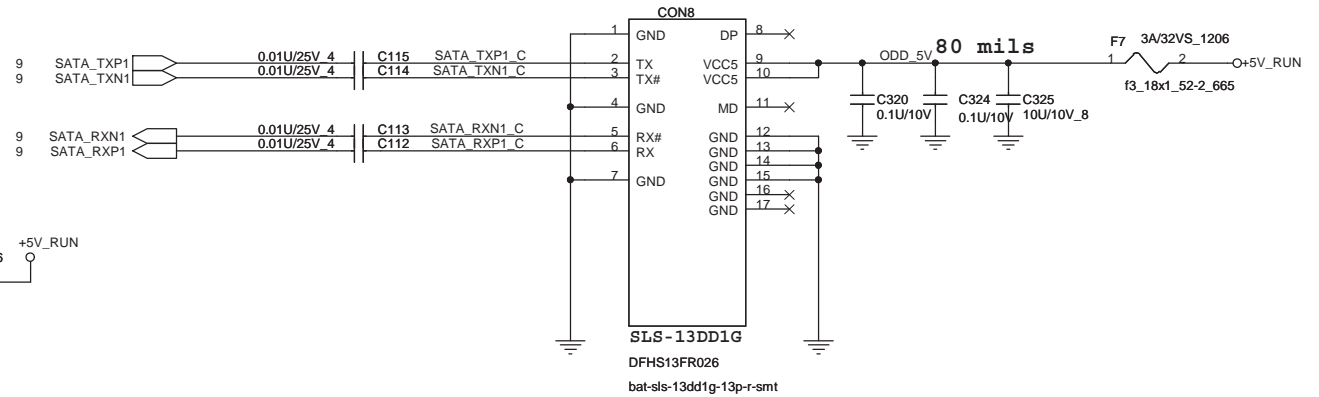 CON8
1 GND DP 8
9 SATA_TXP1 0.01U/25V_4 C115 SATA_TXP1_C 2 TX VCC5 9 ODD_5V 80 mils F7 3A/32VS_1206
9 SATA_TXN1 0.01U/25V_4 C114 SATA_TXN1_C 3 TX# VCC5 10 1 2 +5V_RUN
f3_18x1_52-2_665
4 GND MD 11 C320 C324 C325
0.1U/10V 0.1U/10V 10U/10V_8
9 SATA_RXN1 0.01U/25V_4 C113 SATA_RXN1_C 5 RX# GND 12
9 SATA_RXP1 0.01U/25V_4 C112 SATA_RXP1_C 6 RX GND 13
GND 14
7 GND GND 15
GND 16
GND 17
+5V_RUN
SLS-13DD1G
DFHS13FR026
bat-sls-13dd1g-13p-r-smt